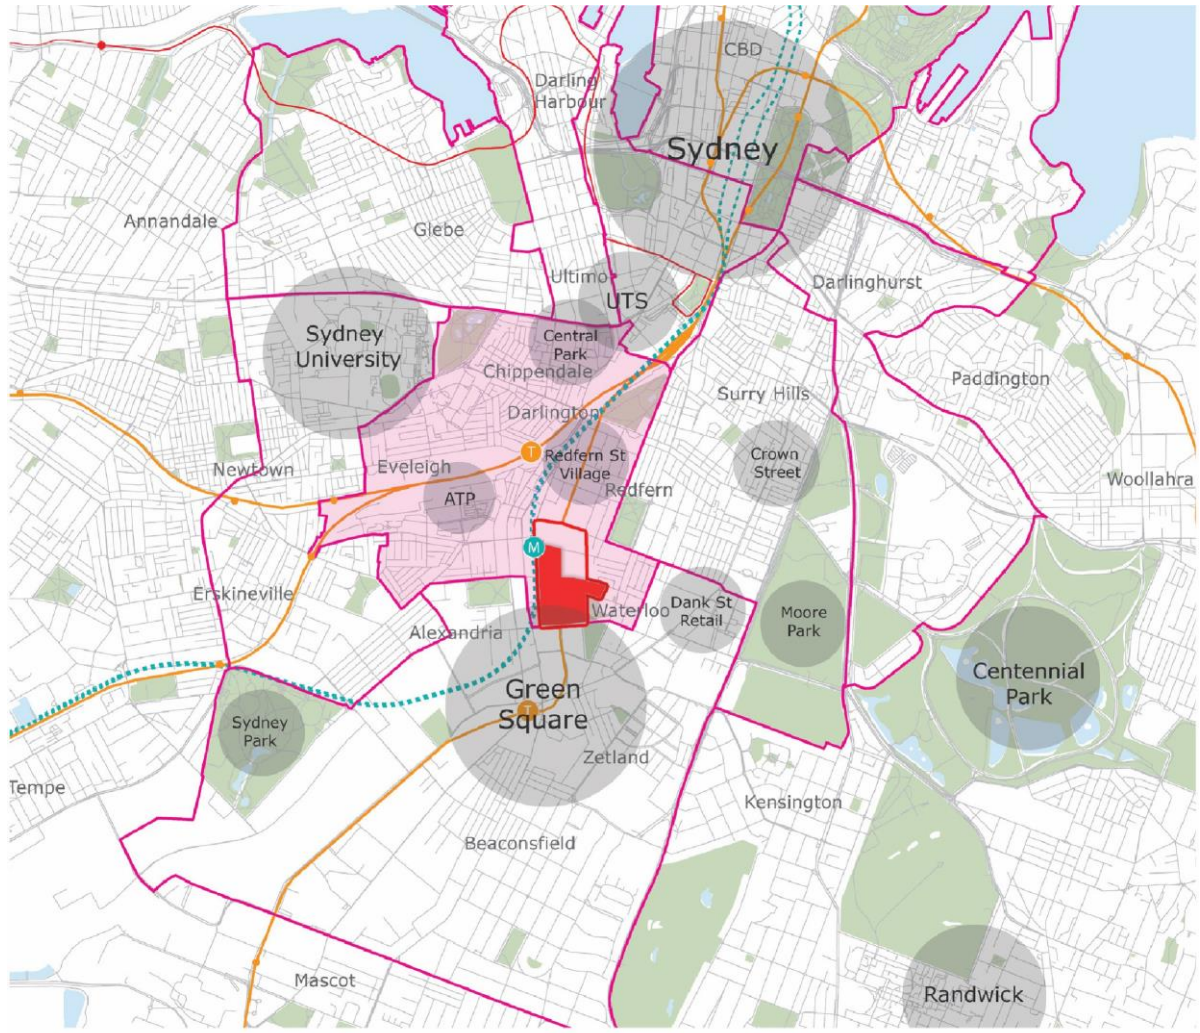 CBD
Darling
Harbour
Sydney
Annandale
Glebe
Ultimo
Darlinghurst
UTS
Sydney
University
Central
Park
Chippendale
Paddington
Surry Hills
Darlington
T
Redfern St
Village
Crown
Street
Newtown
Eveleigh
Woollahra
ATP
Redfern
M
Erskineville
Waterloo
Dank St
Retail
Moore
Park
Alexandria
Centennial
Park
Green
Square
T
Sydney
Park
Zetland
Tempe
Kensington
Beaconsfield
Mascot
Randwick